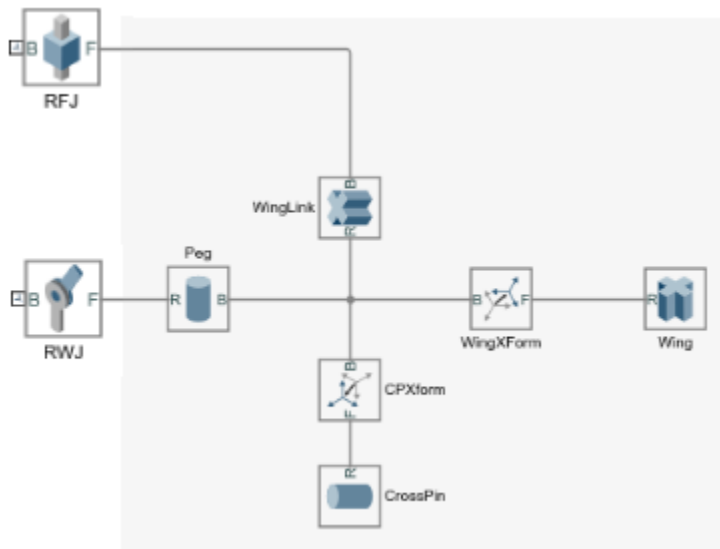 B F
RFJ
B
WingLink
R
Peg
B F R B B F R
RWJ WingXForm Wing
B
CPXform
F
R
CrossPin